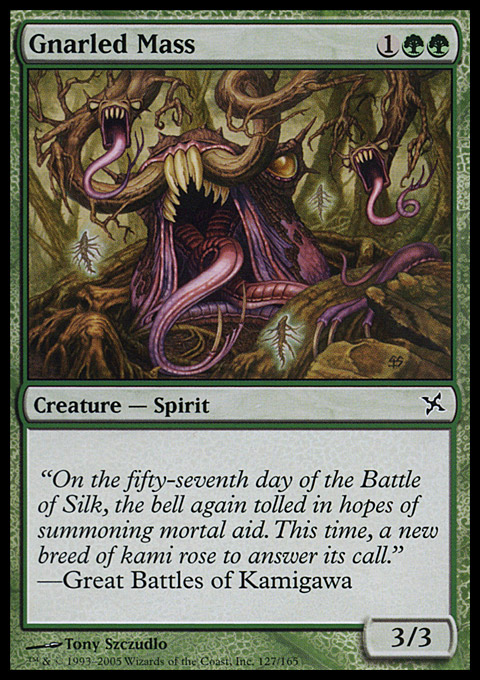 Gnarled Mass 1
Creature — Spirit
“On the fifty-seventh day of the Battle
of Silk, the bell again tolled in hopes of
summoning mortal aid. This time, a new
breed of kami rose to answer its call.”
—Great Battles of Kamigawa
Tony Szczudlo
3/3
™ & © 1993–2005 Wizards of the Coast, Inc. 127/165